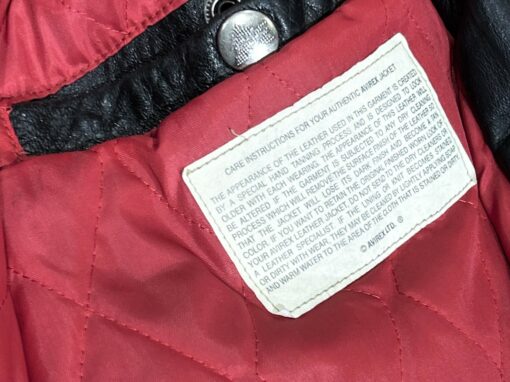 CARE INSTRUCTIONS FOR YOUR AUTHENTIC AVIREX JACKET
THE APPEARANCE OF THE LEATHER USED IN THIS GARMENT IS CREATED
BY A SPECIAL HAND TANNING PROCESS AND IS DESIGNED TO LOOK
OLDER WITH EACH WEARING. THE APPEARANCE OF THIS LEATHER WILL
BE ALTERED IF THE GARMENT IS SUBJECTED TO ANY DRY CLEANING
PROCESS WHICH WILL REMOVE THE SURFACE FINISH OF THE LEATHER SO
THAT THE JACKET WILL LOSE ITS DARK FINISH AND BECOME A TAN
COLOR. IF YOU WANT TO RETAIN THE ORIGINAL FINISHED WORN LOOK OF
YOUR AVIREX LEATHER JACKET, DO NOT SEND TO THE DRY CLEANERS OR
A LEATHER SPECIALIST. IF THE LINING OR KNIT BECOMES STAINED
OR DIRTY WITH WEAR, THEY MAY BE CLEANED BY LIGHTLY APPLYING SOAP
AND WARM WATER TO THE AREA OF THE CLOTH THAT IS STAINED OR DIRTY.
© AVIREX LTD. ®